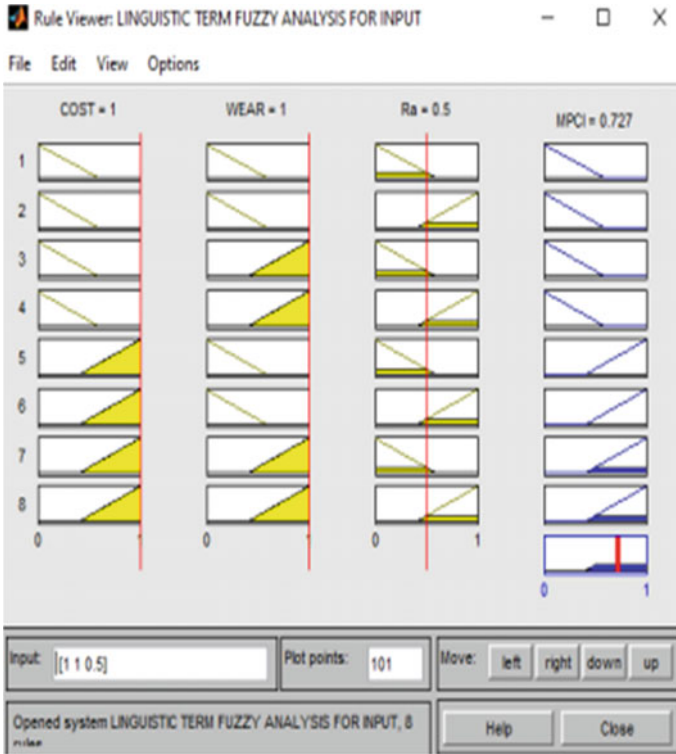 Rule Viewer: LINGUISTIC TERM FUZZY ANALYSIS FOR INPUT
File Edit View Options
COST = 1 WEAR = 1 Ra = 0.5 MPCI = 0.727
1
2
3
4
5
6
7
8
0 1 0 1 0 1
0 1
Input: [1 1 0.5] Plot points: 101 Move: left right down up
Opened system LINGUISTIC TERM FUZZY ANALYSIS FOR INPUT, 8
rules
Help Close